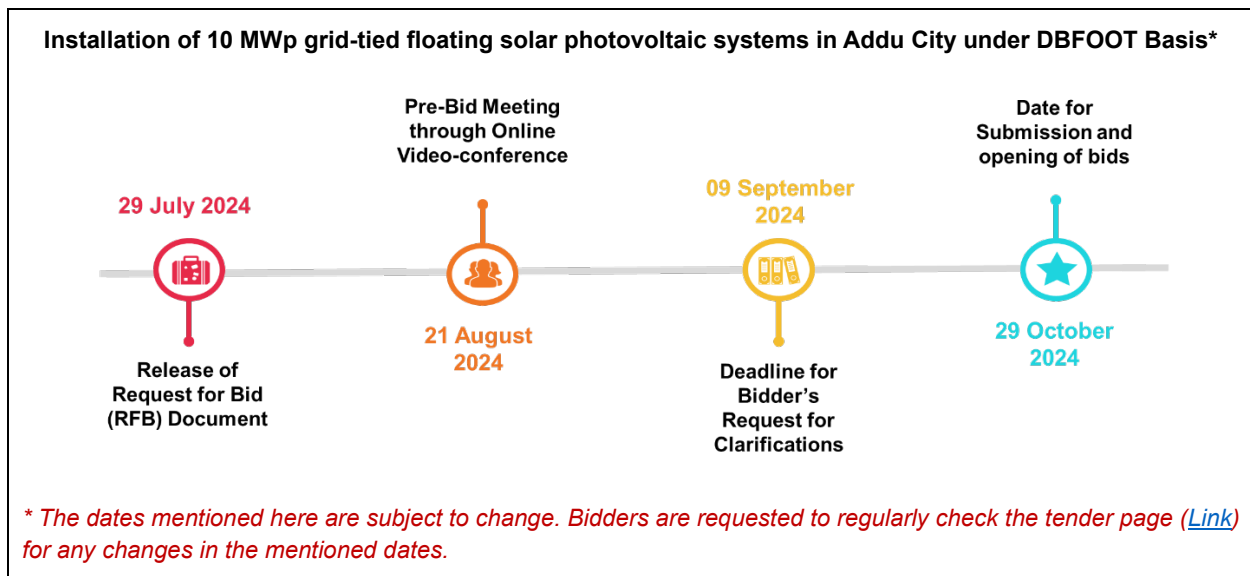 Installation of 10 MWp grid-tied floating solar photovoltaic systems in Addu City under DBFOOT Basis*
29 July 2024
Release of
Request for Bid
(RFB) Document
Pre-Bid Meeting
through Online
Video-conference
21 August
2024
09 September
2024
Deadline for
Bidder’s
Request for
Clarifications
Date for
Submission and
opening of bids
29 October
2024
* The dates mentioned here are subject to change. Bidders are requested to regularly check the tender page (Link)
for any changes in the mentioned dates.